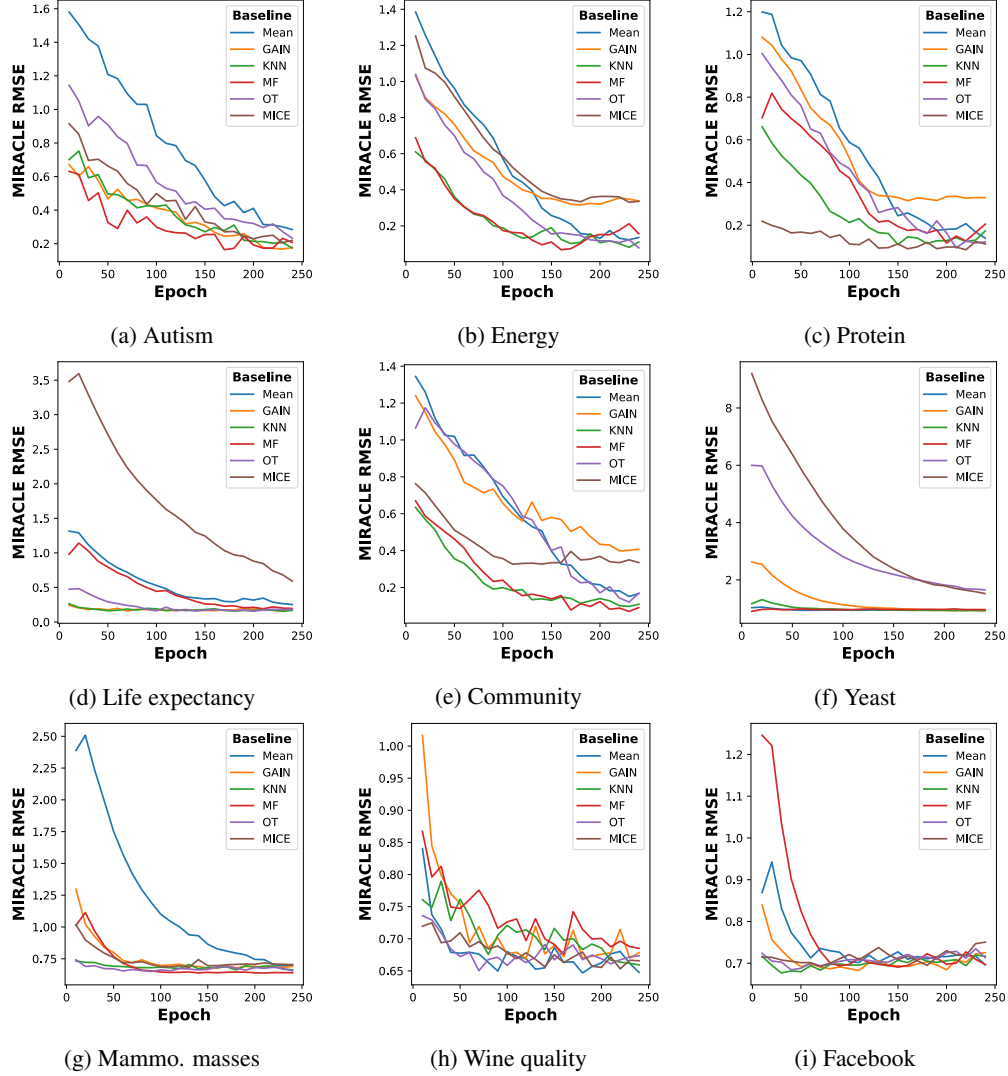 1.6
1.4
1.2
1.0
0.8
0.6
0.4
0.2
MIRACLE RMSE
Baseline
Mean
GAIN
KNN
MF
OT
MICE
0 50 100 150 200 250
Epoch
(a) Autism
1.4
1.2
1.0
0.8
0.6
0.4
0.2
MIRACLE RMSE
Baseline
Mean
GAIN
KNN
MF
OT
MICE
0 50 100 150 200 250
Epoch
(b) Energy
1.2
1.0
0.8
0.6
0.4
0.2
MIRACLE RMSE
Baseline
Mean
GAIN
KNN
MF
OT
MICE
0 50 100 150 200 250
Epoch
(c) Protein
3.5
3.0
2.5
2.0
1.5
1.0
0.5
0.0
MIRACLE RMSE
Baseline
Mean
GAIN
KNN
MF
OT
MICE
0 50 100 150 200 250
Epoch
(d) Life expectancy
1.4
1.2
1.0
0.8
0.6
0.4
0.2
MIRACLE RMSE
Baseline
Mean
GAIN
KNN
MF
OT
MICE
0 50 100 150 200 250
Epoch
(e) Community
8
6
4
2
MIRACLE RMSE
Baseline
Mean
GAIN
KNN
MF
OT
MICE
0 50 100 150 200 250
Epoch
(f) Yeast
2.50
2.25
2.00
1.75
1.50
1.25
1.00
0.75
MIRACLE RMSE
Baseline
Mean
GAIN
KNN
MF
OT
MICE
0 50 100 150 200 250
Epoch
(g) Mammo. masses
1.00
0.95
0.90
0.85
0.80
0.75
0.70
0.65
MIRACLE RMSE
Baseline
Mean
GAIN
KNN
MF
OT
MICE
0 50 100 150 200 250
Epoch
(h) Wine quality
1.2
1.1
1.0
0.9
0.8
0.7
MIRACLE RMSE
Baseline
Mean
GAIN
KNN
MF
OT
MICE
0 50 100 150 200 250
Epoch
(i) Facebook